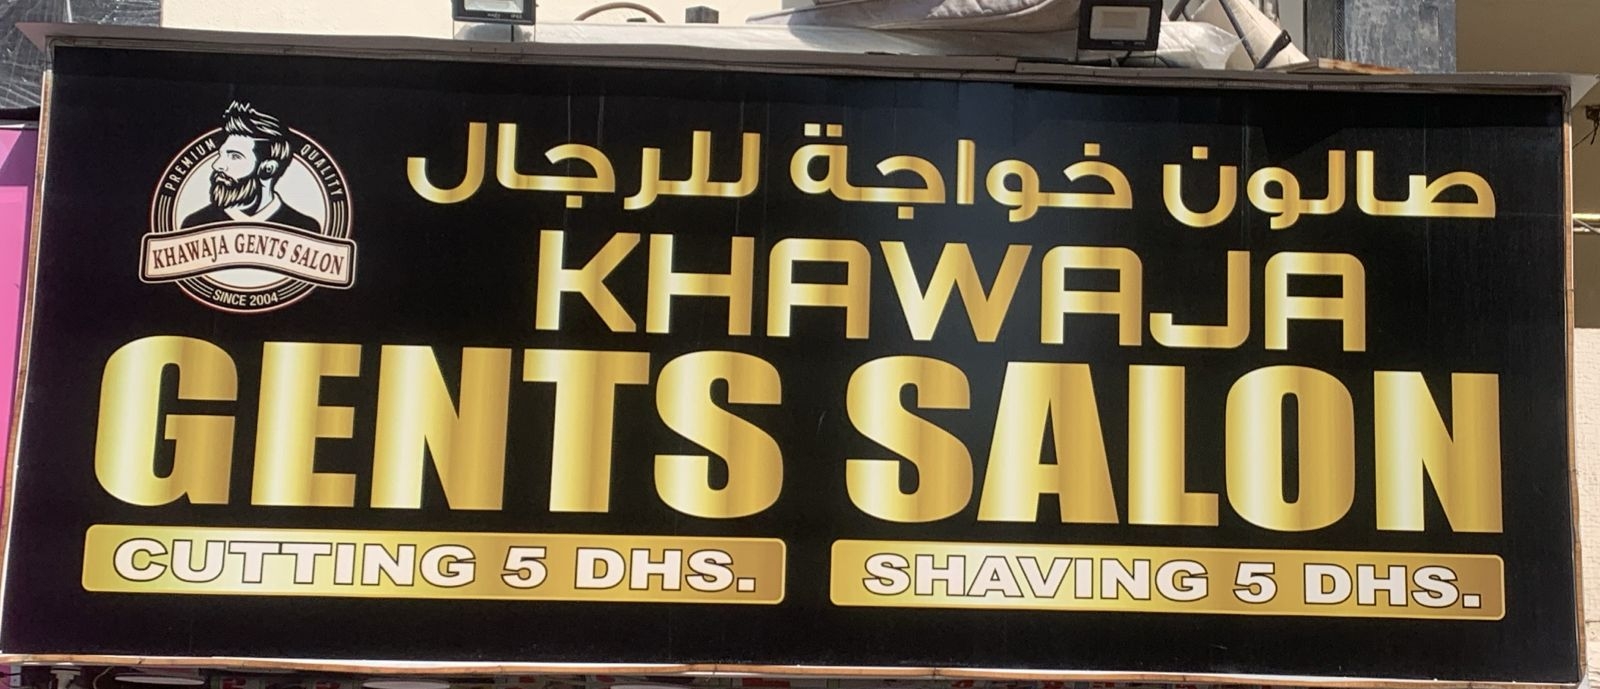 صالون خواجة للرجال
PREMIUM QUALITY
KHAWAJA GENTS SALON
SINCE 2004
KHAWAJA
GENTS SALON
CUTTING 5 DHS.
SHAVING 5 DHS.